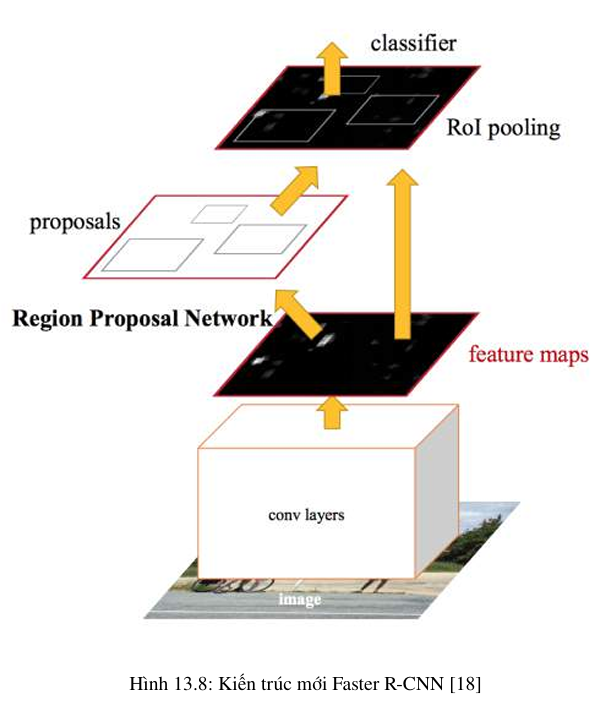 classifier
RoI pooling
proposals
Region Proposal Network
feature maps
conv layers
image
Hình 13.8: Kiến trúc mới Faster R-CNN [18]